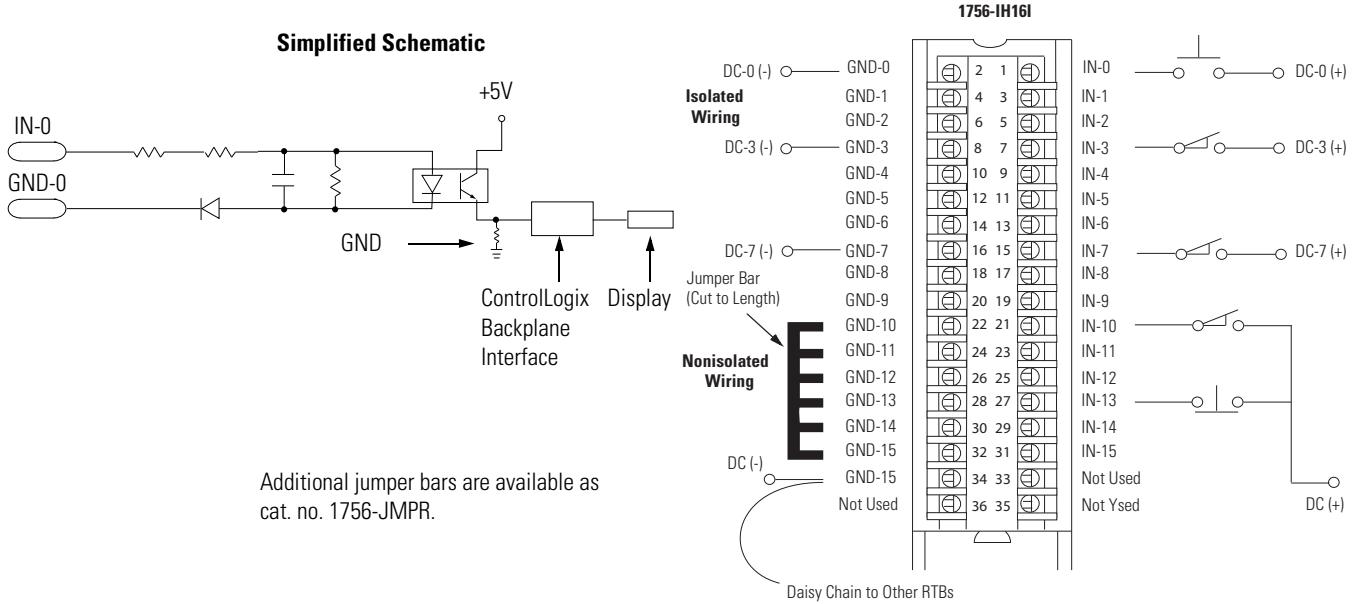 1756-IH16I
Simplified Schematic
+5V
IN-0
GND-0
GND
ControlLogix
Backplane
Interface
Display
Additional jumper bars are available as
cat. no. 1756-JMPR.
DC-0 (-) GND-0 2 1 IN-0 DC-0 (+)
Isolated
Wiring
GND-1 4 3 IN-1
GND-2 6 5 IN-2
DC-3 (-) GND-3 8 7 IN-3 DC-3 (+)
GND-4 10 9 IN-4
GND-5 12 11 IN-5
GND-6 14 13 IN-6
DC-7 (-) GND-7 16 15 IN-7 DC-7 (+)
GND-8 18 17 IN-8
Jumper Bar
(Cut to Length)
GND-9 20 19 IN-9
GND-10 22 21 IN-10
GND-11 24 23 IN-11
Nonisolated
Wiring
GND-12 26 25 IN-12
GND-13 28 27 IN-13
GND-14 30 29 IN-14
GND-15 32 31 IN-15
DC (-) GND-15 34 33 Not Used
Not Used 36 35 Not Ysed DC (+)
Daisy Chain to Other RTBs